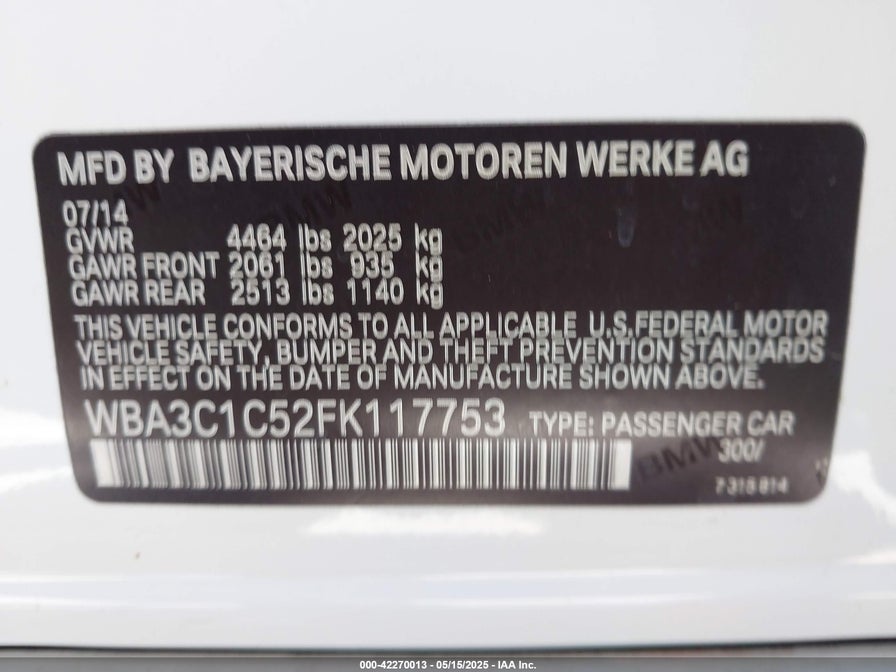 MFD BY BAYERISCHE MOTOREN WERKE AG
07/14
GVWR 4464 lbs 2025 kg
GAWR FRONT 2061 lbs 935 kg
GAWR REAR 2513 lbs 1140 kg
THIS VEHICLE CONFORMS TO ALL APPLICABLE U.S.FEDERAL MOTOR
VEHICLE SAFETY, BUMPER AND THEFT PREVENTION STANDARDS
IN EFFECT ON THE DATE OF MANUFACTURE SHOWN ABOVE.
WBA3C1C52FK117753 TYPE: PASSENGER CAR
300/
BMW
000-42270013 - 05/15/2025 - IAA Inc.